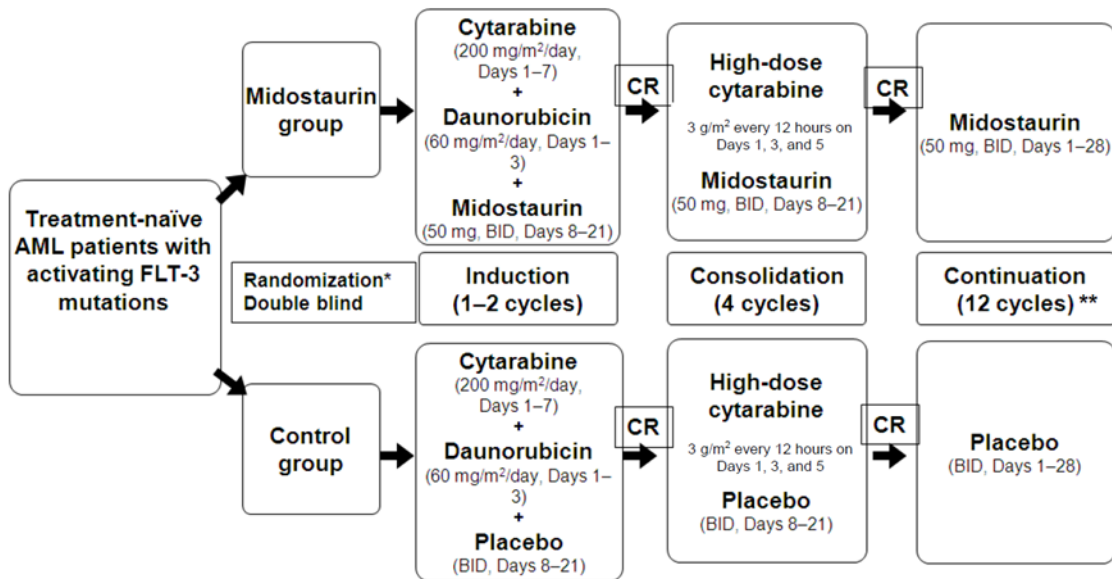 Treatment-naïve
AML patients with
activating FLT-3
mutations
Midostaurin
group
Cytarabine
(200 mg/m²/day,
Days 1–7)
+
Daunorubicin
(60 mg/m²/day, Days 1–
3)
+
Midostaurin
(50 mg, BID, Days 8–21)
CR
High-dose
cytarabine
3 g/m² every 12 hours on
Days 1, 3, and 5
Midostaurin
(50 mg, BID, Days 8–21)
CR
Midostaurin
(50 mg, BID, Days 1–28)
Randomization*
Double blind
Induction
(1–2 cycles)
Consolidation
(4 cycles)
Continuation
(12 cycles) **
Control
group
Cytarabine
(200 mg/m²/day,
Days 1–7)
+
Daunorubicin
(60 mg/m²/day, Days 1–
3)
+
Placebo
(BID, Days 8–21)
CR
High-dose
cytarabine
3 g/m² every 12 hours on
Days 1, 3, and 5
Placebo
(BID, Days 8–21)
CR
Placebo
(BID, Days 1–28)